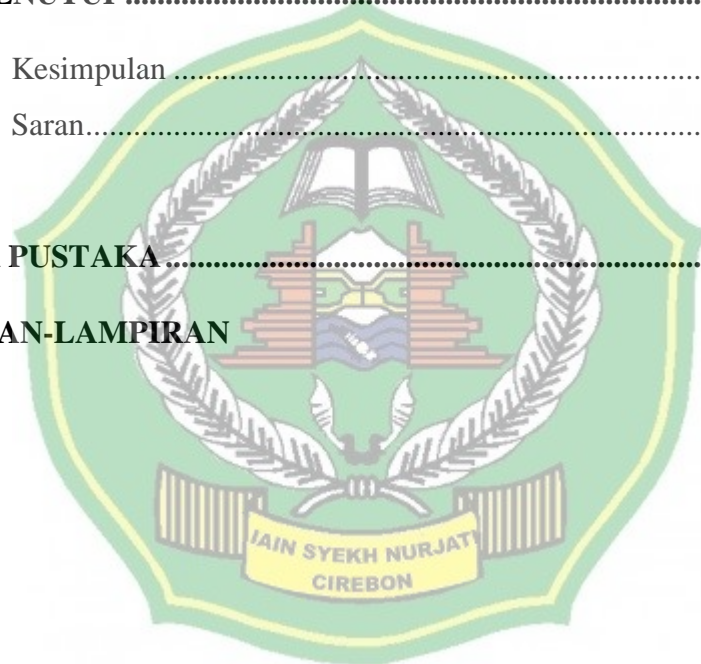 ENUTUP ................................................................................
Kesimpulan ................................................................................
Saran................................................................................
PUSTAKA ................................................................................
AN-LAMPIRAN
IAIN SYEKH NURJATI
CIREBON